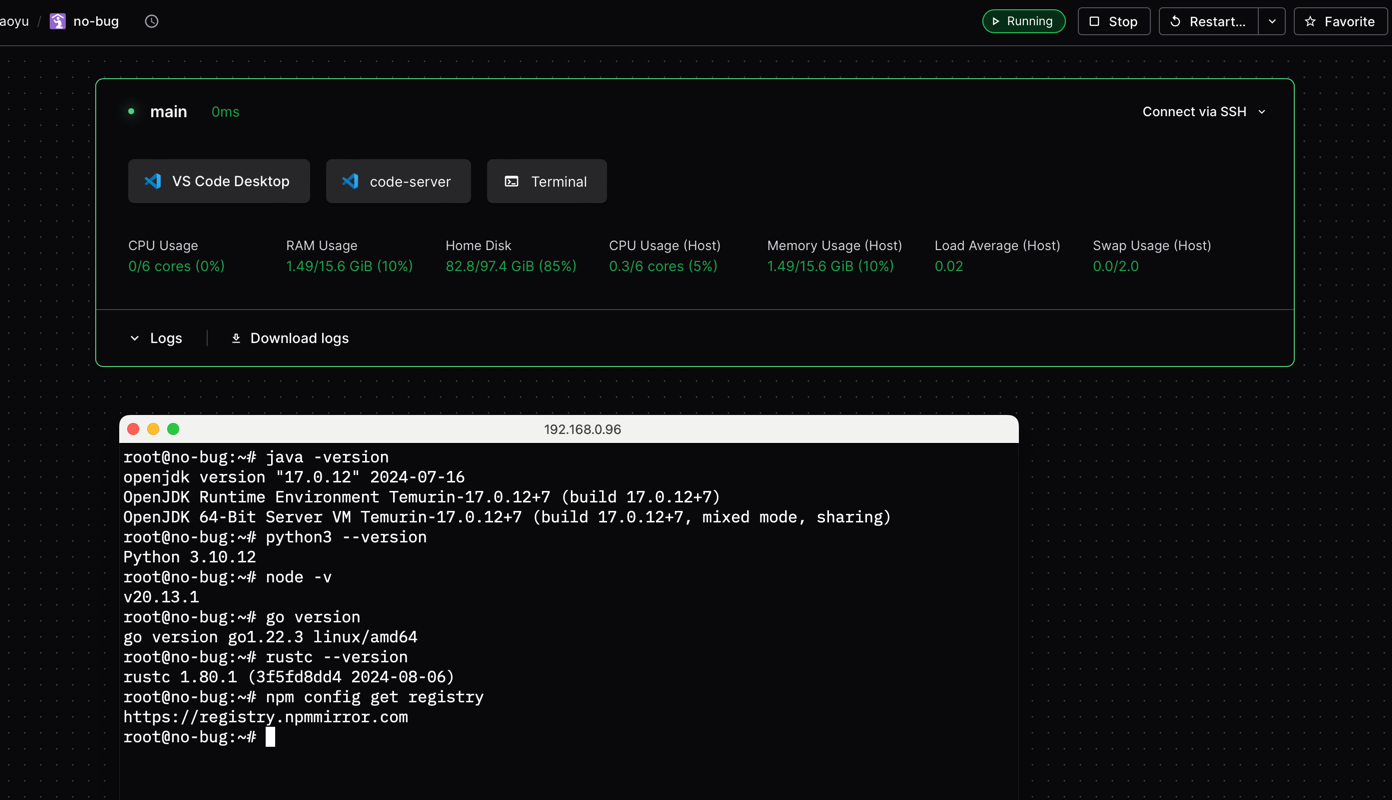 aoyu / no-bug Running Stop Restart... Favorite
main 0ms Connect via SSH
VS Code Desktop code-server Terminal
CPU Usage RAM Usage Home Disk CPU Usage (Host) Memory Usage (Host) Load Average (Host) Swap Usage (Host)
0/6 cores (0%) 1.49/15.6 GiB (10%) 82.8/97.4 GiB (85%) 0.3/6 cores (5%) 1.49/15.6 GiB (10%) 0.02 0.0/2.0
Logs Download logs
192.168.0.96
root@no-bug:~# java -version
openjdk version "17.0.12" 2024-07-16
OpenJDK Runtime Environment Temurin-17.0.12+7 (build 17.0.12+7)
OpenJDK 64-Bit Server VM Temurin-17.0.12+7 (build 17.0.12+7, mixed mode, sharing)
root@no-bug:~# python3 --version
Python 3.10.12
root@no-bug:~# node -v
v20.13.1
root@no-bug:~# go version
go version go1.22.3 linux/amd64
root@no-bug:~# rustc --version
rustc 1.80.1 (3f5fd8dd4 2024-08-06)
root@no-bug:~# npm config get registry
https://registry.npmmirror.com
root@no-bug:~#